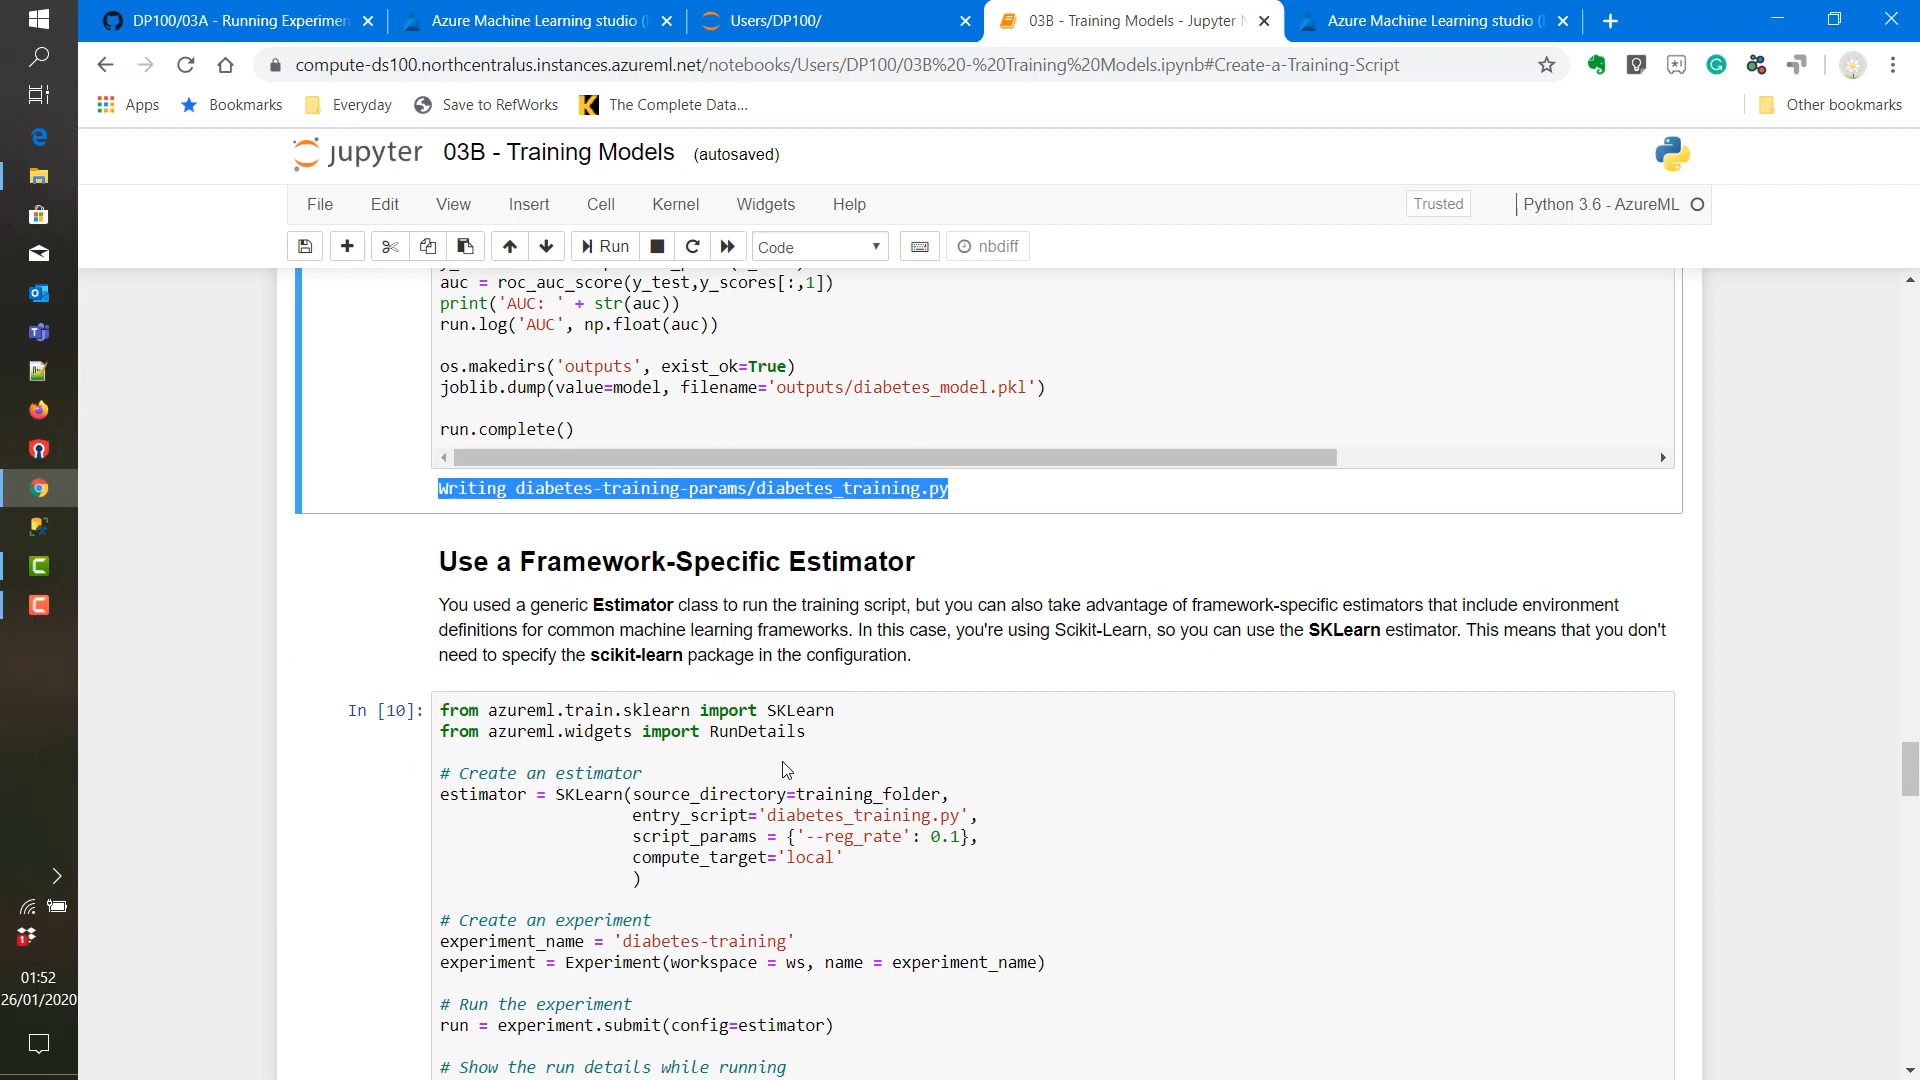 DP100/03A - Running Experimen
Azure Machine Learning studio (
Users/DP100/
03B - Training Models - Jupyter N
Azure Machine Learning studio (
compute-ds100.northcentralus.instances.azureml.net/notebooks/Users/DP100/03B%20-%20Training%20Models.ipynb#Create-a-Training-Script
Apps
Bookmarks
Everyday
Save to RefWorks
The Complete Data...
Other bookmarks
jupyter 03B - Training Models (autosaved)
File Edit View Insert Cell Kernel Widgets Help
Trusted
Python 3.6 - AzureML
Run
Code
nbdiff
auc = roc_auc_score(y_test,y_scores[:,1])
print('AUC: ' + str(auc))
run.log('AUC', np.float(auc))
os.makedirs('outputs', exist_ok=True)
joblib.dump(value=model, filename='outputs/diabetes_model.pkl')
run.complete()
Writing diabetes-training-params/diabetes_training.py
Use a Framework-Specific Estimator
You used a generic Estimator class to run the training script, but you can also take advantage of framework-specific estimators that include environment
definitions for common machine learning frameworks. In this case, you're using Scikit-Learn, so you can use the SKLearn estimator. This means that you don't
need to specify the scikit-learn package in the configuration.
In [10]:
from azureml.train.sklearn import SKLearn
from azureml.widgets import RunDetails
# Create an estimator
estimator = SKLearn(source_directory=training_folder,
entry_script='diabetes_training.py',
script_params = {'--reg_rate': 0.1},
compute_target='local'
)
# Create an experiment
experiment_name = 'diabetes-training'
experiment = Experiment(workspace = ws, name = experiment_name)
# Run the experiment
run = experiment.submit(config=estimator)
# Show the run details while running
01:52
26/01/2020